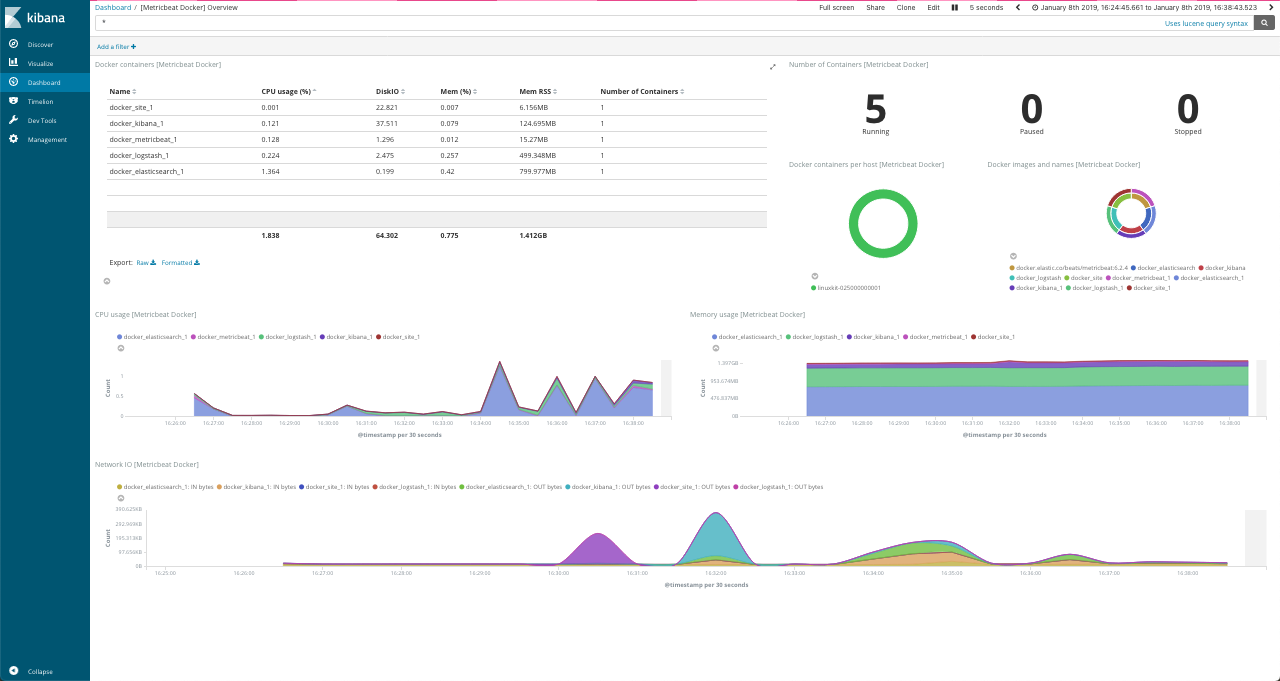 kibana
Discover
Visualize
Dashboard
Timelion
Dev Tools
Management
Collapse
Dashboard / [Metricbeat Docker] Overview
Full screen Share Clone Edit 5 seconds January 8th 2019, 16:24:45.661 to January 8th 2019, 16:38:43.523
* Uses lucene query syntax
Add a filter +
Docker containers [Metricbeat Docker]
Name CPU usage (%) DiskIO Mem (%) Mem RSS Number of Containers
docker_site_1 0.001 22.821 0.007 6.156MB 1
docker_kibana_1 0.121 37.511 0.079 124.695MB 1
docker_metricbeat_1 0.128 1.296 0.012 15.27MB 1
docker_logstash_1 0.224 2.475 0.257 499.348MB 1
docker_elasticsearch_1 1.364 0.199 0.42 799.977MB 1
1.838 64.302 0.775 1.412GB
Export: Raw Formatted
Number of Containers [Metricbeat Docker]
5 0 0
Running Paused Stopped
Docker containers per host [Metricbeat Docker]
linuxkit-025000000001
Docker images and names [Metricbeat Docker]
docker.elastic.co/beats/metricbeat:6.2.4 docker_elasticsearch docker_kibana
docker_logstash docker_site docker_metricbeat_1 docker_elasticsearch_1
docker_kibana_1 docker_logstash_1 docker_site_1
CPU usage [Metricbeat Docker]
docker_elasticsearch_1 docker_metricbeat_1 docker_logstash_1 docker_kibana_1 docker_site_1
Count
1
0.5
0
16:26:00 16:27:00 16:28:00 16:29:00 16:30:00 16:31:00 16:32:00 16:33:00 16:34:00 16:35:00 16:36:00 16:37:00 16:38:00
@timestamp per 30 seconds
Memory usage [Metricbeat Docker]
docker_elasticsearch_1 docker_logstash_1 docker_kibana_1 docker_metricbeat_1 docker_site_1
Count
1.397GB
953.674MB
476.837MB
0B
16:26:00 16:27:00 16:28:00 16:29:00 16:30:00 16:31:00 16:32:00 16:33:00 16:34:00 16:35:00 16:36:00 16:37:00 16:38:00
@timestamp per 30 seconds
Network IO [Metricbeat Docker]
docker_elasticsearch_1: IN bytes docker_kibana_1: IN bytes docker_site_1: IN bytes docker_logstash_1: IN bytes docker_elasticsearch_1: OUT bytes docker_kibana_1: OUT bytes docker_site_1: OUT bytes docker_logstash_1: OUT bytes
Count
390.625KB
292.969KB
195.313KB
97.656KB
0B
16:25:00 16:26:00 16:27:00 16:28:00 16:29:00 16:30:00 16:31:00 16:32:00 16:33:00 16:34:00 16:35:00 16:36:00 16:37:00 16:38:00
@timestamp per 30 seconds